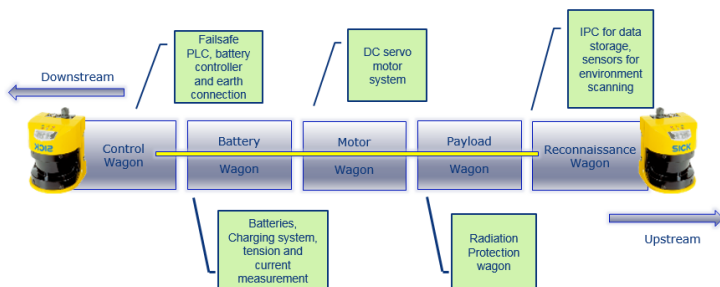 Failsafe
PLC, battery
controller
and earth
connection
DC servo
motor
system
IPC for data
storage,
sensors for
environment
scanning
Downstream
Control
Wagon
Battery
Wagon
Motor
Wagon
Payload
Wagon
Reconnaissance
Wagon
SICK
SICK
Batteries,
Charging system,
tension and
current
measurement
Radiation
Protection
wagon
Upstream